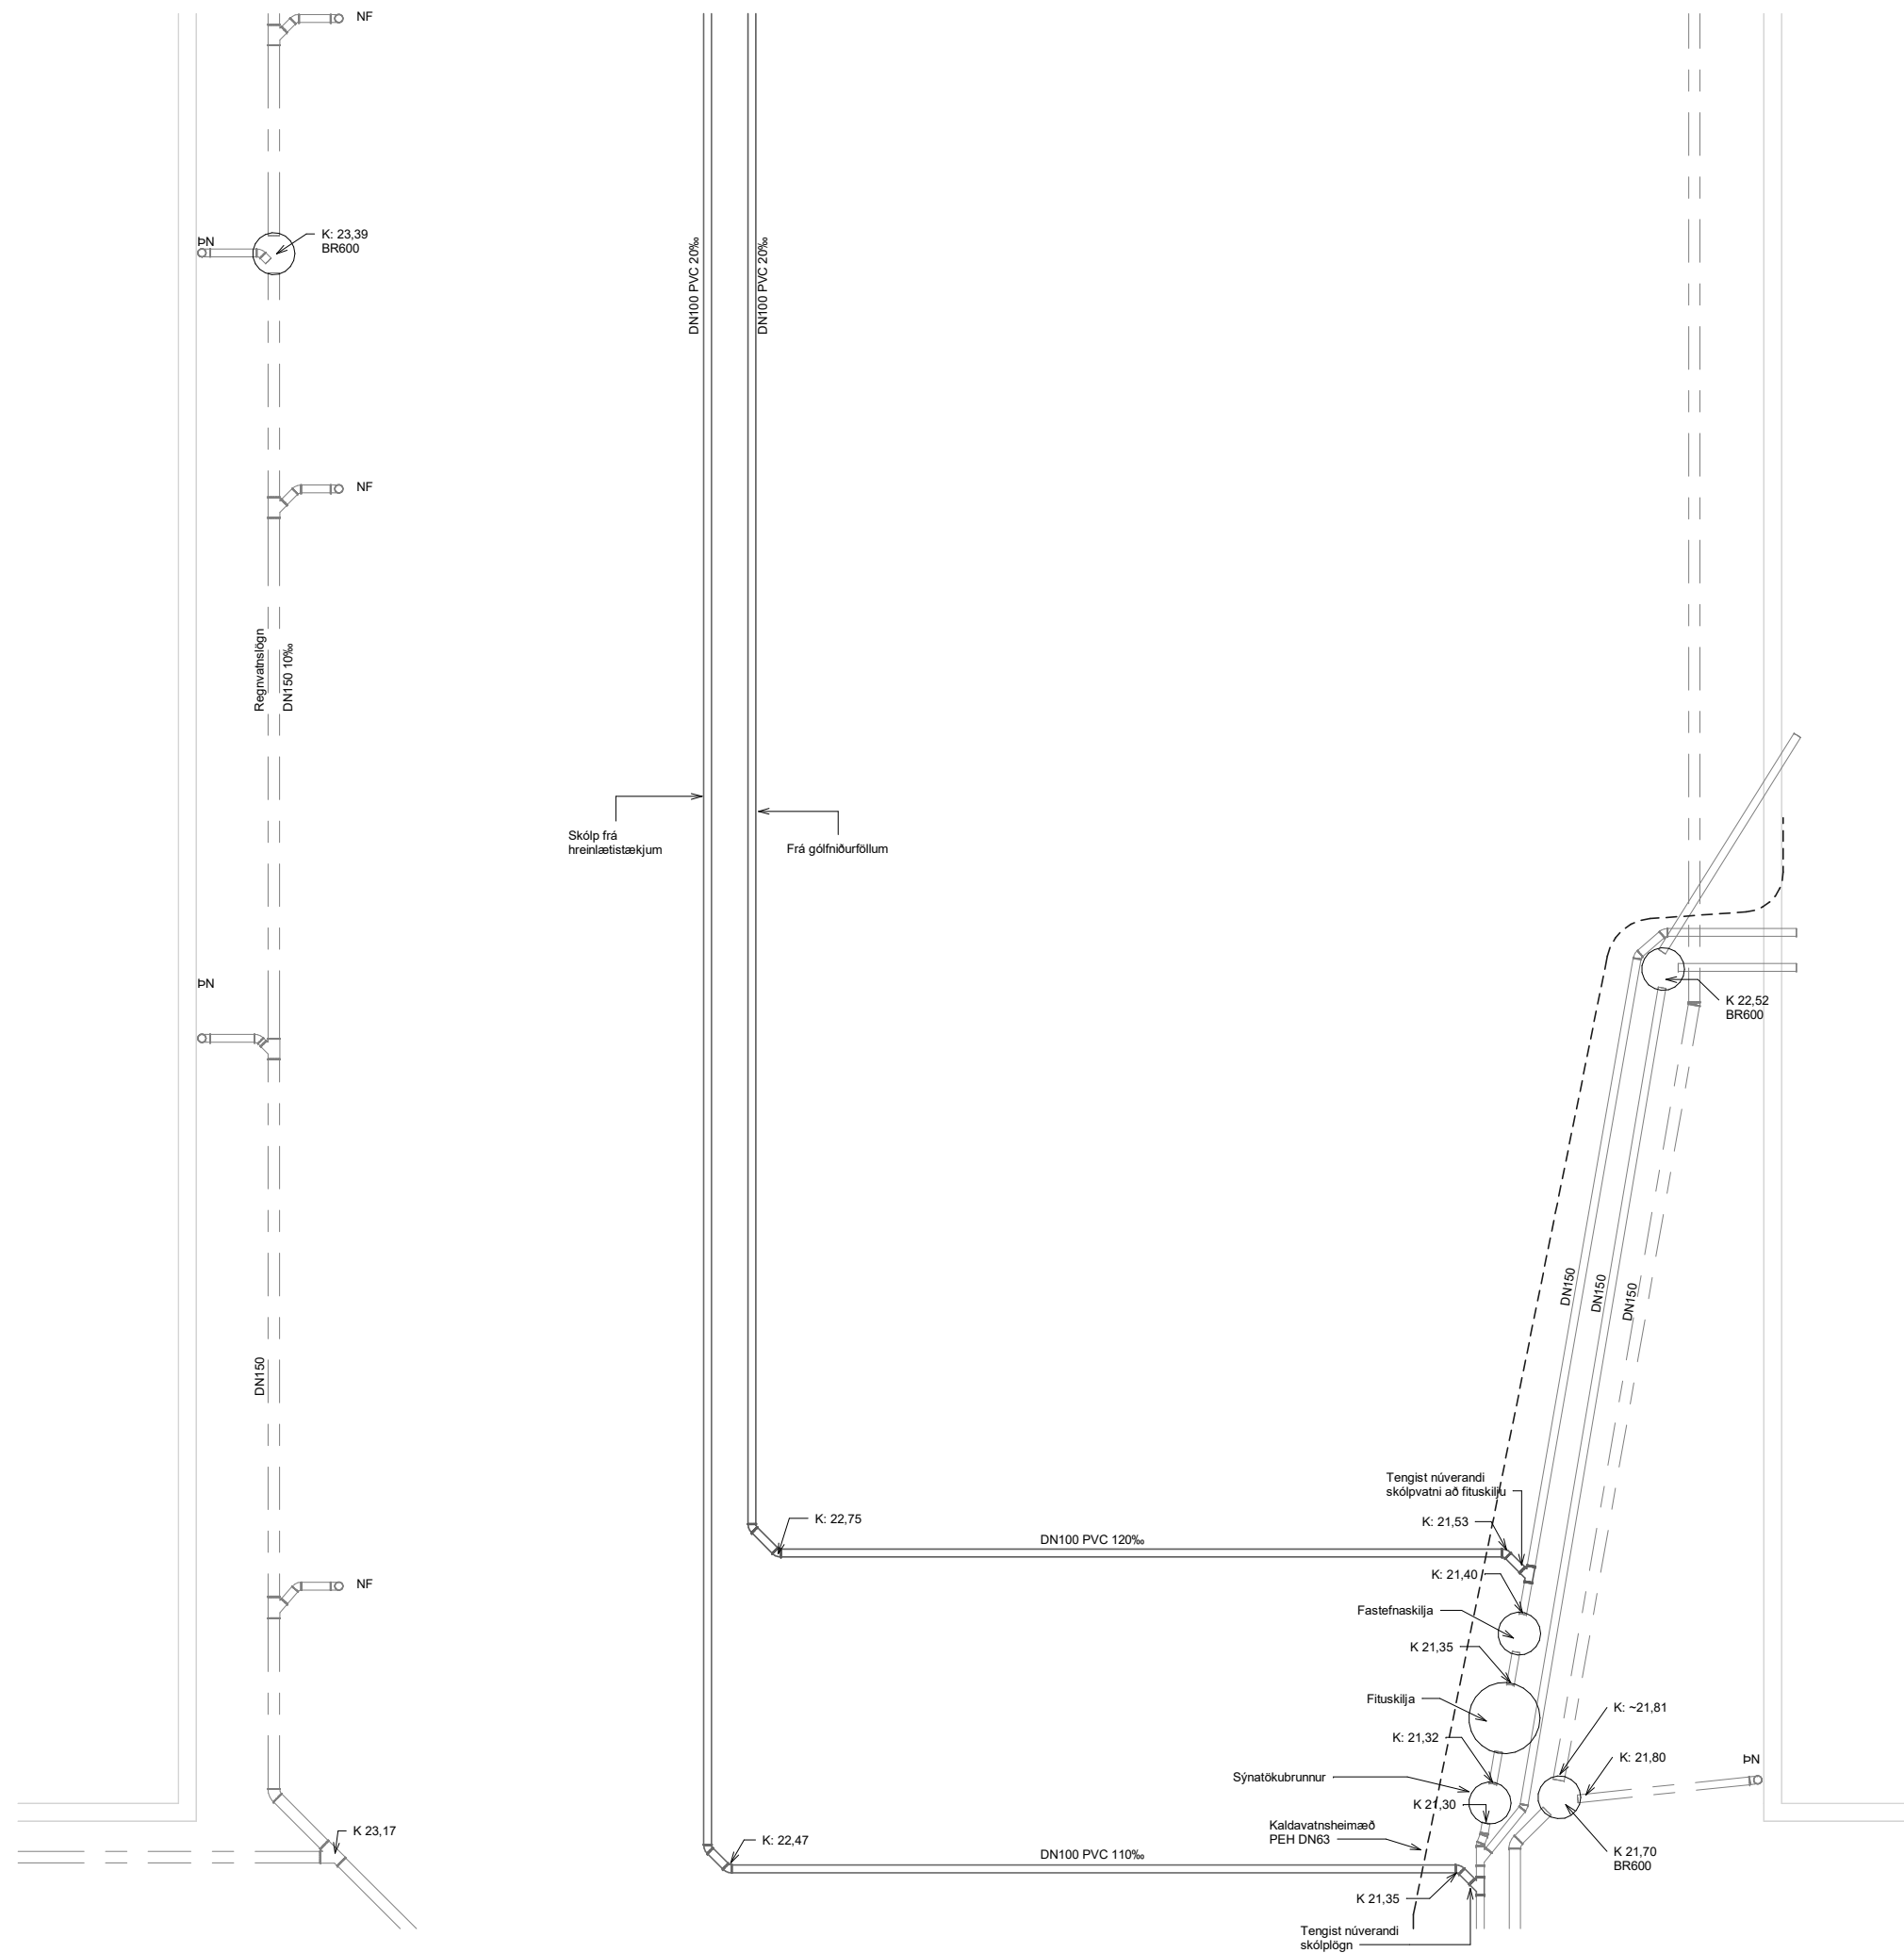 NF
ÞN
K: 23,39
BR600
DN100 PVC 20‰
DN100 PVC 20‰
NF
Regnvatnslögn
DN150 10‰
Skólp frá
hreinlætistækjum
Frá gólfniðurföllum
ÞN
K 22,52
BR600
DN150
DN150
DN150
DN150
Tengist núverandi
skólpvatni að fituskilju
K: 22,75
K: 21,53
DN100 PVC 120‰
K: 21,40
NF
Fastefnaskilja
K 21,35
Fituskilja
K: ~21,81
K: 21,32
K: 21,80
ÞN
Sýnatökubrunnur
K 21,30
Kaldavatnsheimæð
PEH DN63
K 23,17
K: 22,47
DN100 PVC 110‰
K 21,70
BR600
K 21,35
Tengist núverandi
skólplögn